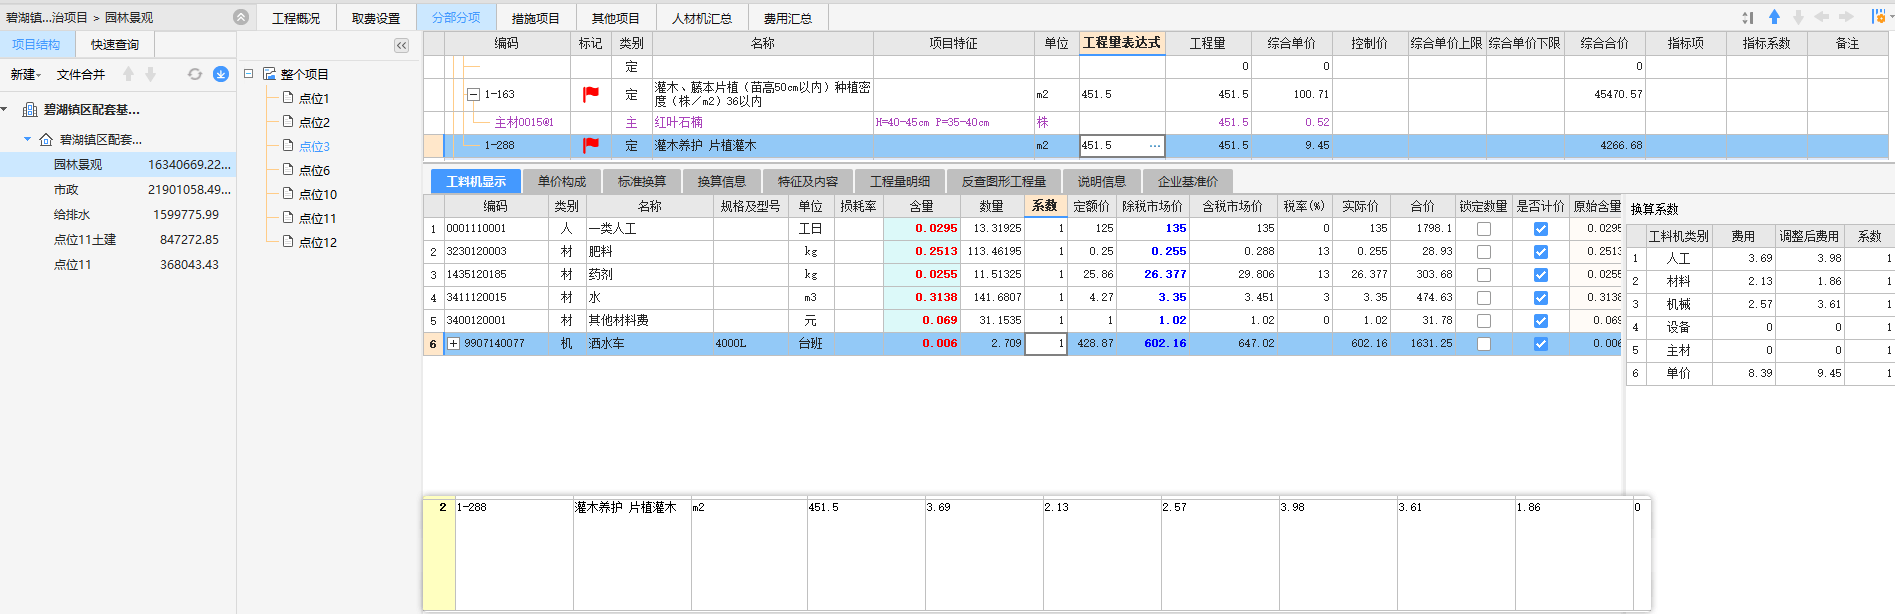 碧湖镇...治项目 > 园林景观
工程概况 取费设置 分部分项 措施项目 其他项目 人材机汇总 费用汇总
项目结构 快速查询
新建 文件合并
碧湖镇区配套基...
碧湖镇区配套...
园林景观 16340669.22...
市政 21901058.49...
给排水 1599775.99
点位11土建 847272.85
点位11 368043.43
整个项目
点位1
点位2
点位3
点位6
点位10
点位11
点位12
编码 标记 类别 名称 项目特征 单位 工程量表达式 工程量 综合单价 控制价 综合单价上限 综合单价下限 综合合价 指标项 指标系数 备注
定 0 0 0
1-163 定 灌木、藤本片植(苗高50cm以内)种植密度(株/m2)36以内 m2 451.5 451.5 100.71 45470.57
主材0015@1 主 红叶石楠 H=40-45cm P=35-40cm 株 451.5 0.52
1-288 定 灌木养护 片植灌木 m2 451.5 ... 451.5 9.45 4266.68
工料机显示 单价构成 标准换算 换算信息 特征及内容 工程量明细 反查图形工程量 说明信息 企业基准价
编码 类别 名称 规格及型号 单位 损耗率 含量 数量 系数 定额价 除税市场价 含税市场价 税率(%) 实际价 合价 锁定数量 是否计价 原始含量
1 0001110001 人 一类人工 工日 0.0295 13.31925 1 125 135 135 0 135 1798.1 0.0295
2 3230120003 材 肥料 kg 0.2513 113.46195 1 0.25 0.255 0.288 13 0.255 28.93 0.2513
3 1435120185 材 药剂 kg 0.0255 11.51325 1 25.86 26.377 29.806 13 26.377 303.68 0.0255
4 3411120015 材 水 m3 0.3138 141.6807 1 4.27 3.35 3.451 3 3.35 474.63 0.3138
5 3400120001 材 其他材料费 元 0.069 31.1535 1 1 1.02 1.02 0 1.02 31.78 0.069
6 9907140077 机 洒水车 4000L 台班 0.006 2.709 1 428.87 602.16 647.02 602.16 1631.25 0.006
换算系数
工料机类别 费用 调整后费用 系数
1 人工 3.69 3.98 1
2 材料 2.13 1.86 1
3 机械 2.57 3.61 1
4 设备 0 0 1
5 主材 0 0 1
6 单价 8.39 9.45 1
2 1-288 灌木养护 片植灌木 m2 451.5 3.69 2.13 2.57 3.98 3.61 1.86 0